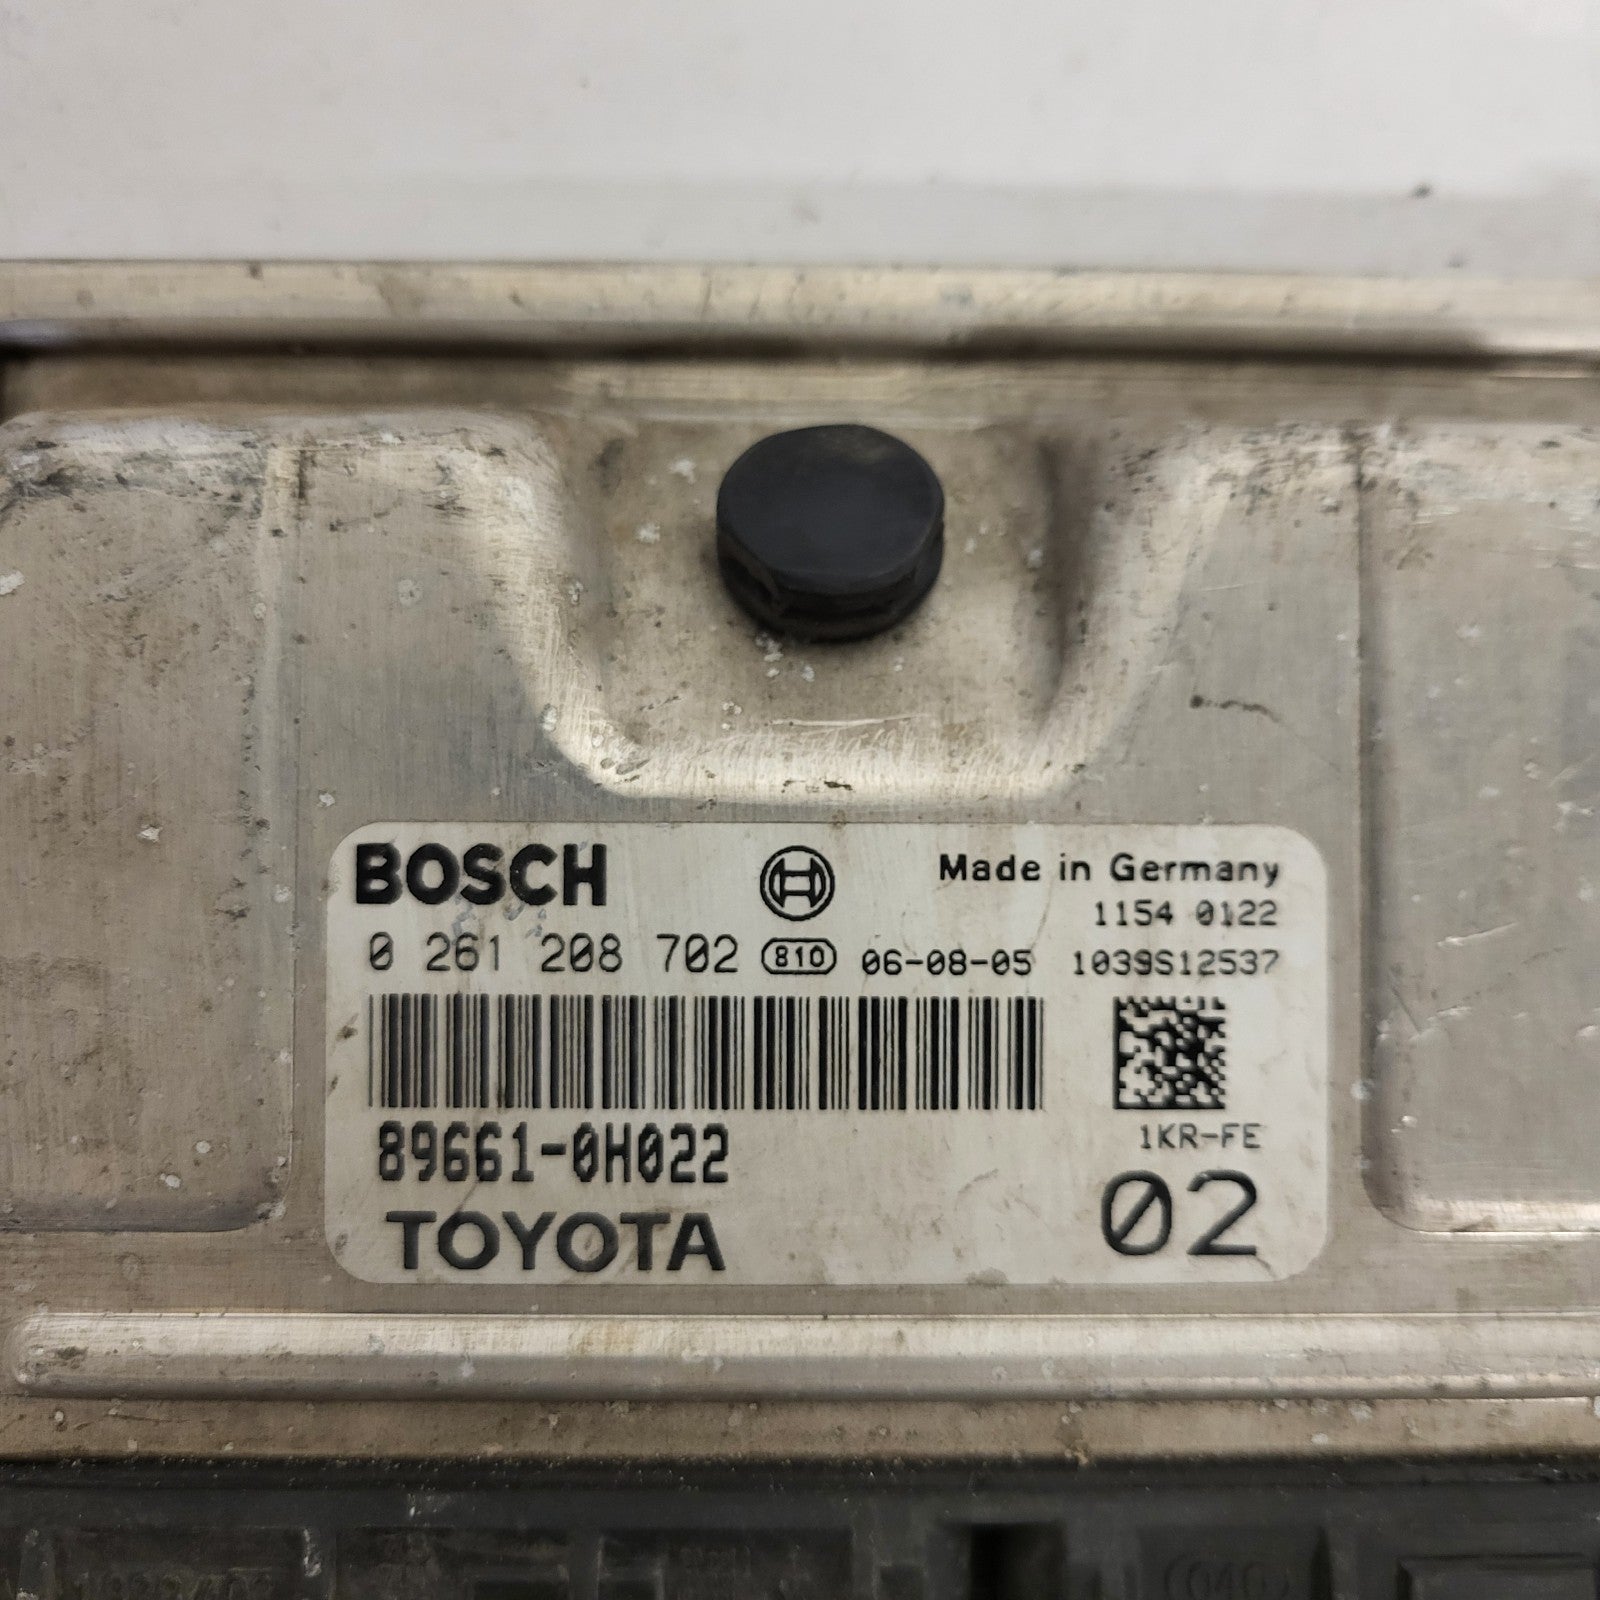 BOSCH
Made in Germany
1154 0122
0 261 208 702 810 06-08-05 1039S12537
89661-0H022
1KR-FE
TOYOTA
02